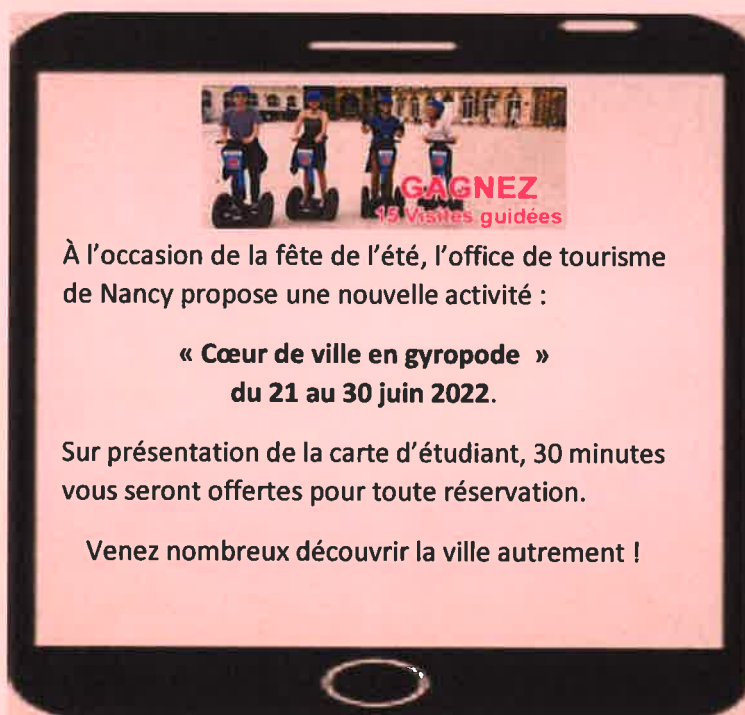 GAGNEZ
15 Visites guidées
À l'occasion de la fête de l'été, l'office de tourisme
de Nancy propose une nouvelle activité :
« Cœur de ville en gyropode »
du 21 au 30 juin 2022.
Sur présentation de la carte d'étudiant, 30 minutes
vous seront offertes pour toute réservation.
Venez nombreux découvrir la ville autrement !